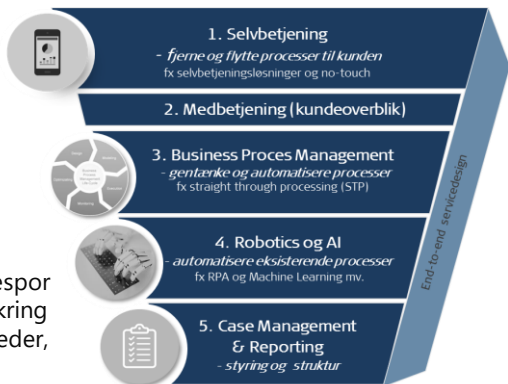 1. Selvbetjening
- fjerne og flytte processer til kunden
fx selvbetjeningsløsninger og no-touch
2. Medbetjening (kundeoverblik)
3. Business Proces Management
- gentænke og automatisere processer
fx straight through processing (STP)
4. Robotics og AI
- automatisere eksisterende processer
fx RPA og Machine Learning mv.
5. Case Management
& Reporting
- styring og struktur
End-to-end servicedesign
espor
kring
eder,